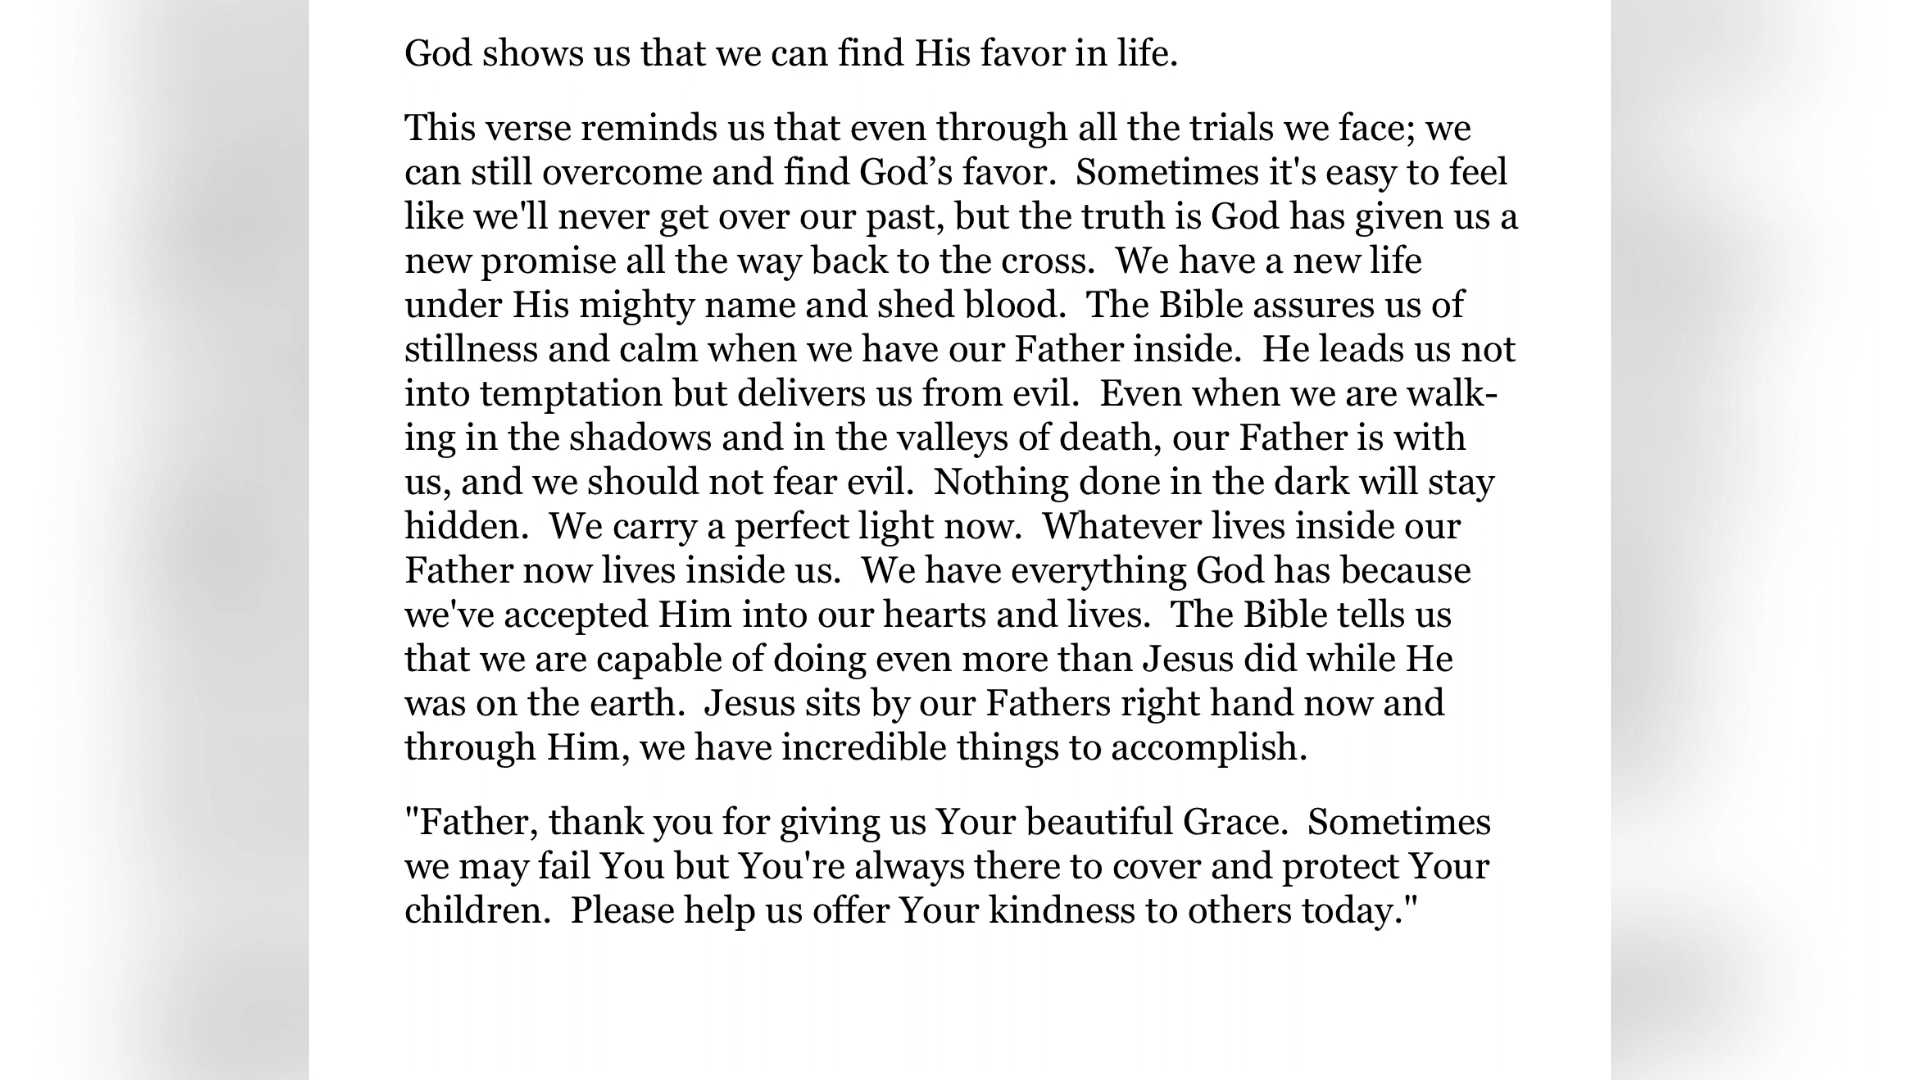 God shows us that we can find His favor in life.
This verse reminds us that even through all the trials we face; we
can still overcome and find God’s favor.  Sometimes it's easy to feel
like we'll never get over our past, but the truth is God has given us a
new promise all the way back to the cross.  We have a new life
under His mighty name and shed blood.  The Bible assures us of
stillness and calm when we have our Father inside.  He leads us not
into temptation but delivers us from evil.  Even when we are walk-
ing in the shadows and in the valleys of death, our Father is with
us, and we should not fear evil.  Nothing done in the dark will stay
hidden.  We carry a perfect light now.  Whatever lives inside our
Father now lives inside us.  We have everything God has because
we've accepted Him into our hearts and lives.  The Bible tells us
that we are capable of doing even more than Jesus did while He
was on the earth.  Jesus sits by our Fathers right hand now and
through Him, we have incredible things to accomplish.
"Father, thank you for giving us Your beautiful Grace.  Sometimes
we may fail You but You're always there to cover and protect Your
children.  Please help us offer Your kindness to others today."